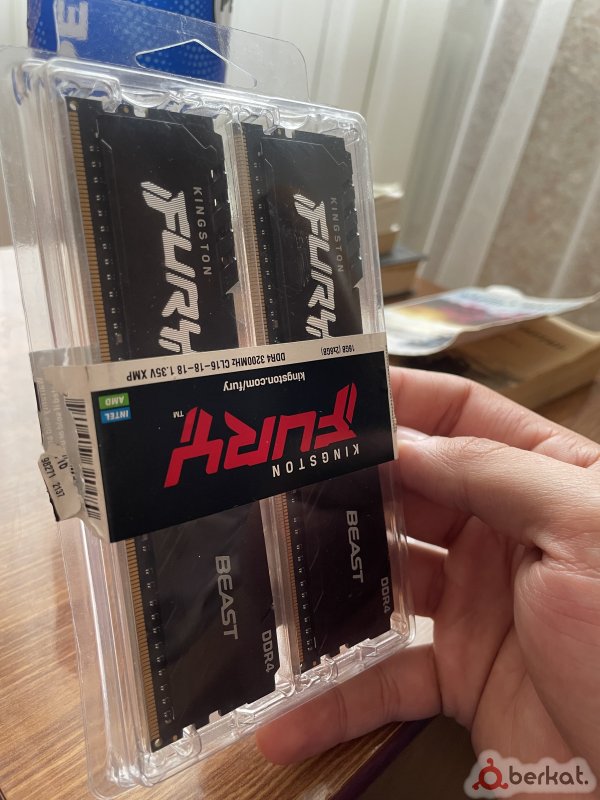 KINGSTON
FURY
KINGSTON
FURY
16GB (2x8GB)
DDR4 3200MHz CL16-18-18 1.35V XMP
kingston.com/fury
INTEL
AMD
KINGSTON
FURY™
BEAST
DDR4
BEAST
DDR4
berkat.